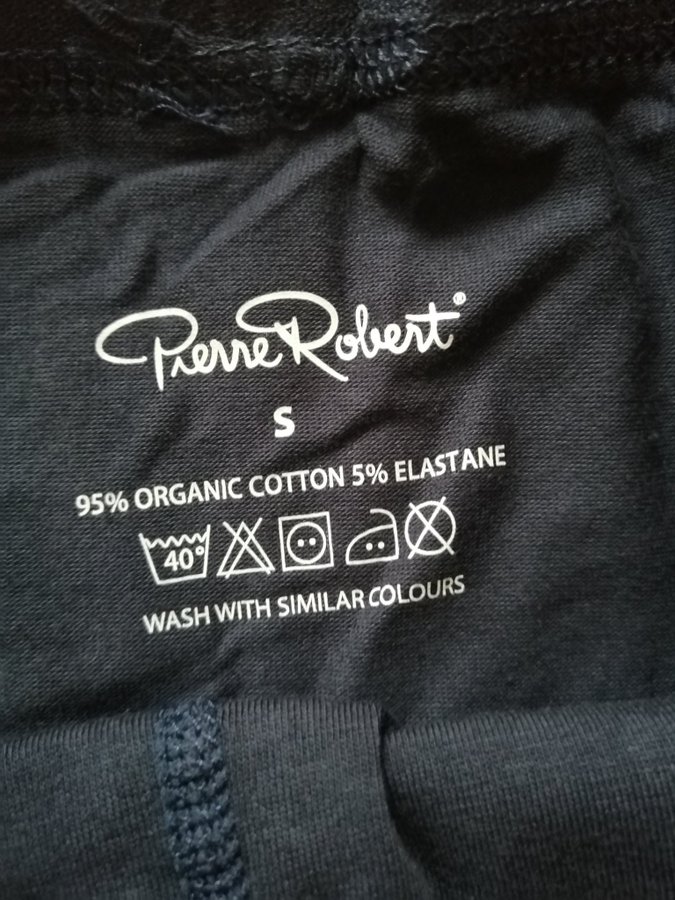 Pierre Robert®
S
95% ORGANIC COTTON 5% ELASTANE
40°
WASH WITH SIMILAR COLOURS